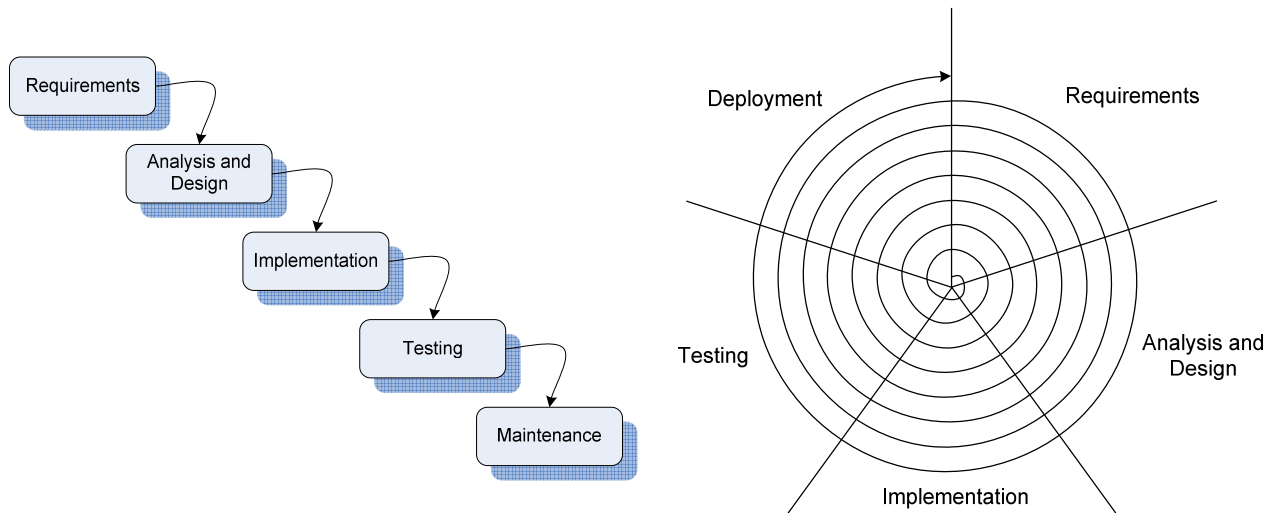 Requirements
Analysis and
Design
Implementation
Testing
Maintenance
Deployment
Requirements
Testing
Analysis and
Design
Implementation